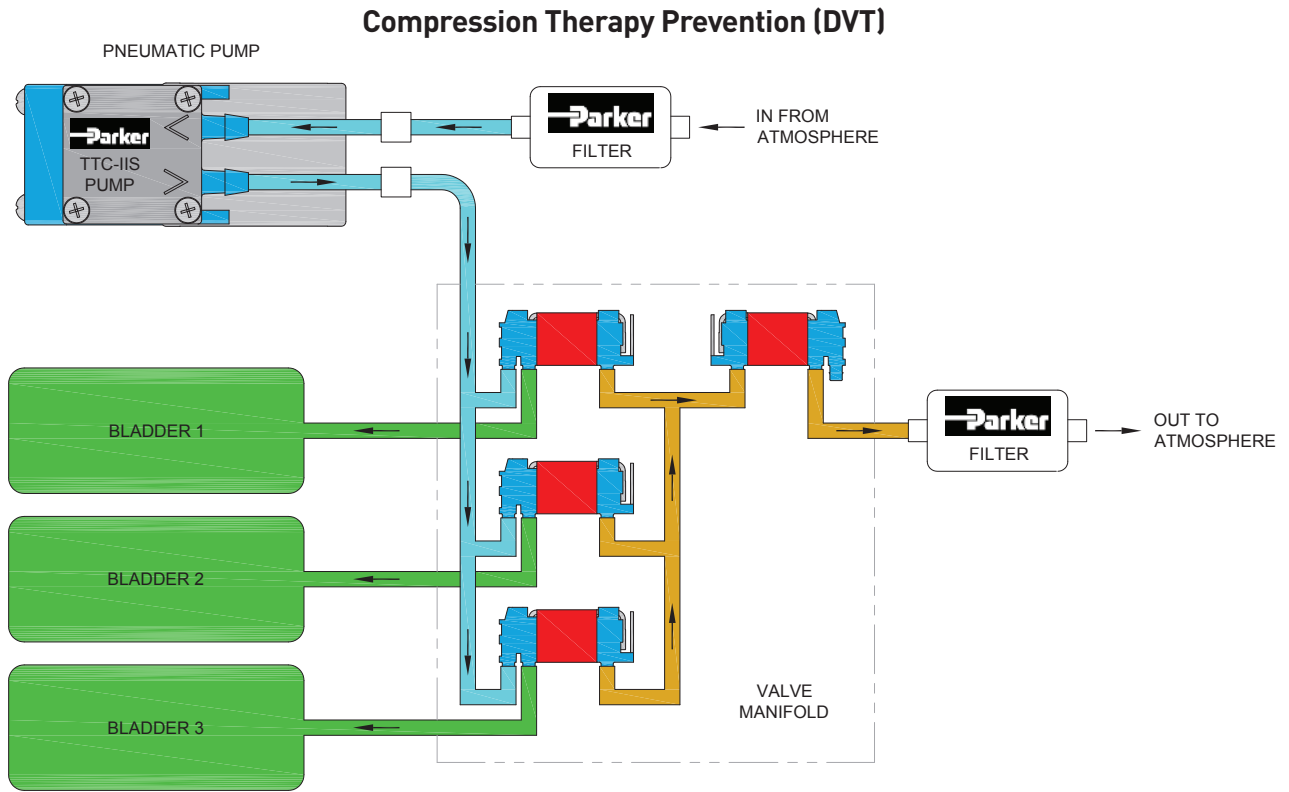 Compression Therapy Prevention (DVT)
PNEUMATIC PUMP
Parker
TTC-IIS
PUMP
Parker
FILTER
IN FROM
ATMOSPHERE
BLADDER 1
BLADDER 2
BLADDER 3
Parker
FILTER
OUT TO
ATMOSPHERE
VALVE
MANIFOLD